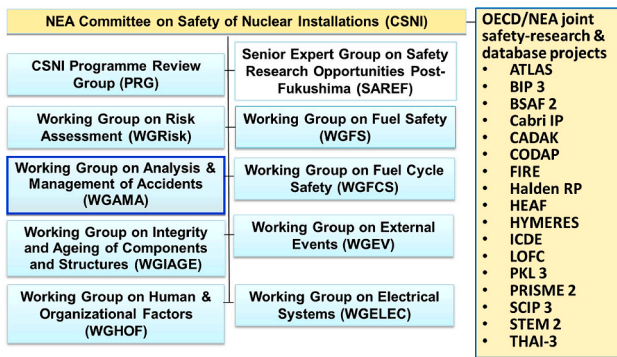 NEA Committee on Safety of Nuclear Installations (CSNI)
CSNI Programme Review
Group (PRG)
Senior Expert Group on Safety
Research Opportunities Post-
Fukushima (SAREF)
Working Group on Risk
Assessment (WGRisk)
Working Group on Fuel Safety
(WGFS)
Working Group on Analysis &
Management of Accidents
(WGAMA)
Working Group on Fuel Cycle
Safety (WGFCS)
Working Group on Integrity
and Ageing of Components
and Structures (WGIAGE)
Working Group on External
Events (WGEV)
Working Group on Human &
Organizational Factors
(WGHOF)
Working Group on Electrical
Systems (WGELEC)
OECD/NEA joint
safety-research &
database projects
• ATLAS
• BIP 3
• BSAF 2
• Cabri IP
• CADAK
• CODAP
• FIRE
• Halden RP
• HEAF
• HYMERES
• ICDE
• LOFC
• PKL 3
• PRISME 2
• SCIP 3
• STEM 2
• THAI-3